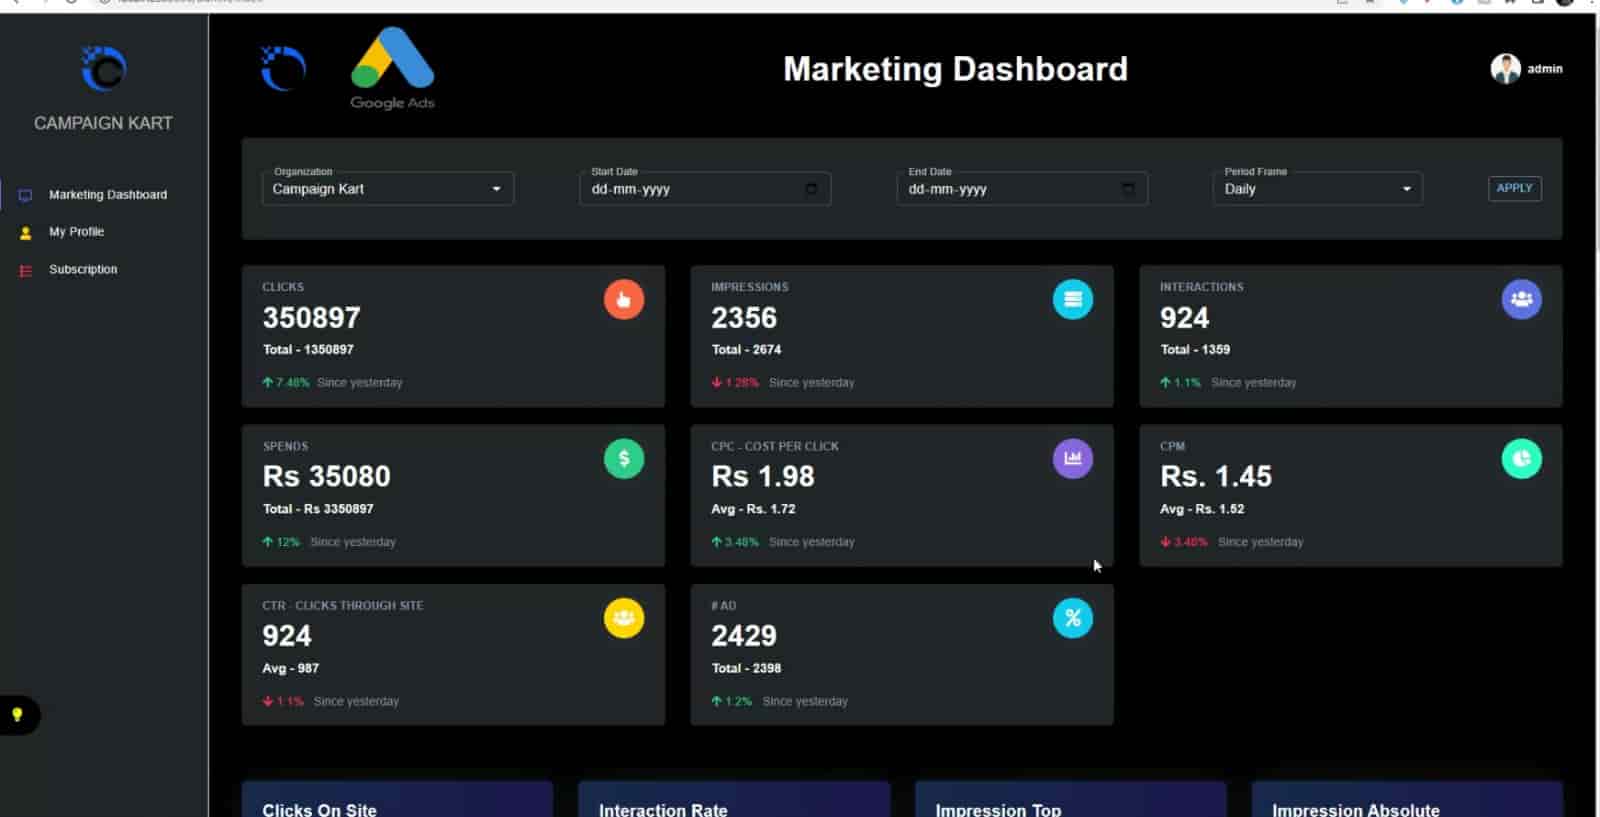 Marketing Dashboard
Google Ads
admin
CAMPAIGN KART
Marketing Dashboard
My Profile
Subscription
Organization
Campaign Kart
Start Date
dd-mm-yyyy
End Date
dd-mm-yyyy
Period Frame
Daily
APPLY
CLICKS
350897
Total - 1350897
7.48% Since yesterday
IMPRESSIONS
2356
Total - 2674
1.28% Since yesterday
INTERACTIONS
924
Total - 1359
1.1% Since yesterday
SPENDS
Rs 35080
Total - Rs 3350897
12% Since yesterday
CPC - COST PER CLICK
Rs 1.98
Avg - Rs. 1.72
3.48% Since yesterday
CPM
Rs. 1.45
Avg - Rs. 1.52
3.48% Since yesterday
CTR - CLICKS THROUGH SITE
924
Avg - 987
1.1% Since yesterday
# AD
2429
Total - 2398
1.2% Since yesterday
Clicks On Site
Interaction Rate
Impression Top
Impression Absolute